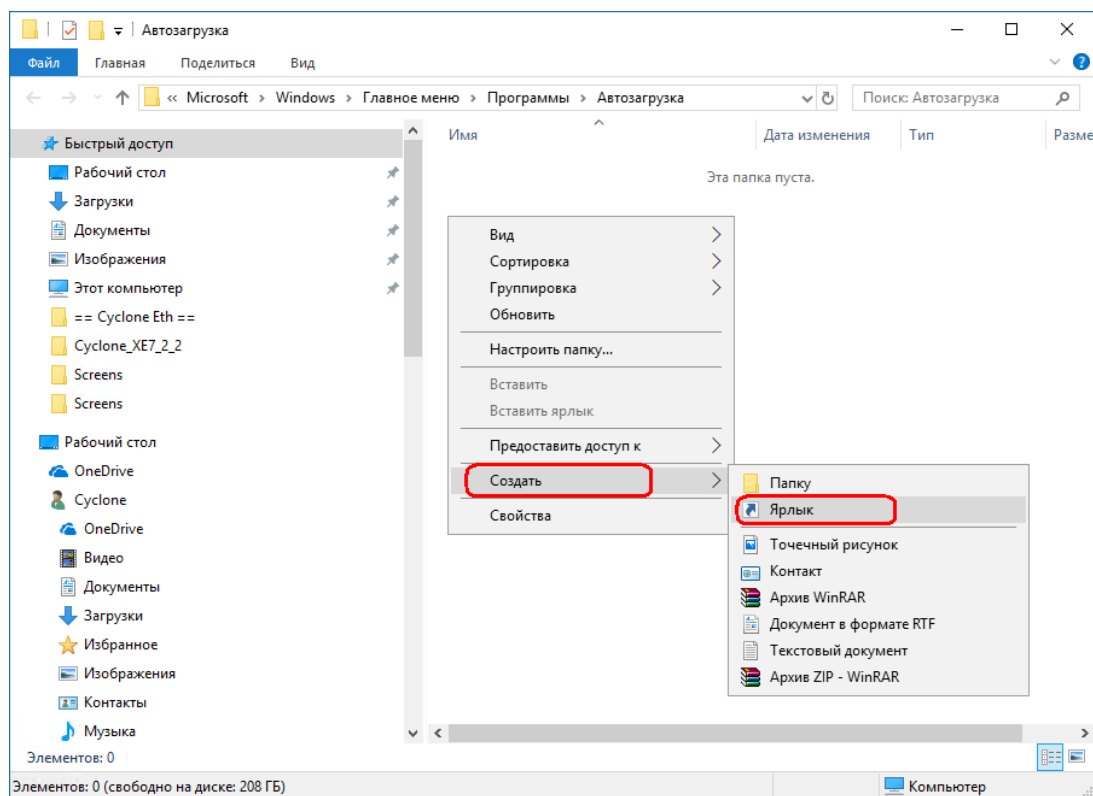 Автозагрузка
Файл Главная Поделиться Вид
« Microsoft › Windows › Главное меню › Программы › Автозагрузка Поиск: Автозагрузка
Имя Дата изменения Тип Разме
Эта папка пуста.
Быстрый доступ
Рабочий стол
Загрузки
Документы
Изображения
Этот компьютер
== Cyclone Eth ==
Cyclone_XE7_2_2
Screens
Screens
Рабочий стол
OneDrive
Cyclone
OneDrive
Видео
Документы
Загрузки
Избранное
Изображения
Контакты
Музыка
Вид
Сортировка
Группировка
Обновить
Настроить папку...
Вставить
Вставить ярлык
Предоставить доступ к
Создать
Свойства
Папку
Ярлык
Точечный рисунок
Контакт
Архив WinRAR
Документ в формате RTF
Текстовый документ
Архив ZIP - WinRAR
Элементов: 0
Элементов: 0 (свободно на диске: 208 ГБ) Компьютер